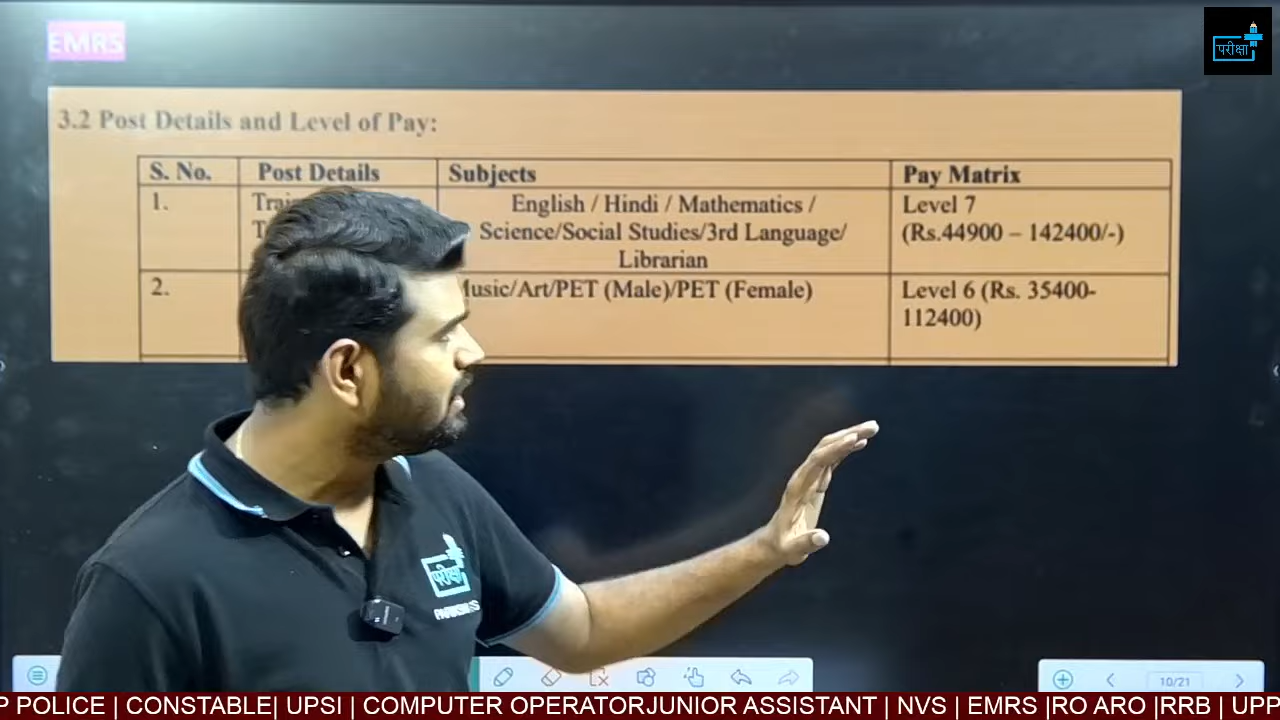 EMRS
परीक्षा
3.2 Post Details and Level of Pay:
S. No. Post Details Subjects Pay Matrix
1. English / Hindi / Mathematics / Level 7
Science/Social Studies/3rd Language/ (Rs.44900 – 142400/-)
Librarian
2. Music/Art/PET (Male)/PET (Female) Level 6 (Rs. 35400-
112400)
परीक्षा
10/21
P POLICE | CONSTABLE| UPSI | COMPUTER OPERATORJUNIOR ASSISTANT | NVS | EMRS |RO ARO |RRB | UPP